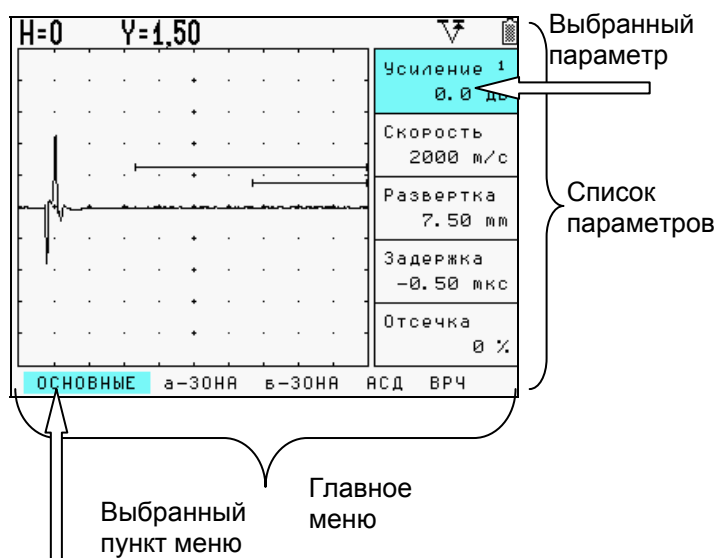 H=0 Y=1,50
Усиление 1
0.0 дБ
Скорость
2000 m/c
Развертка
7.50 mm
Задержка
-0.50 мкс
Отсечка
0 %
ОСНОВНЫЕ а-ЗОНА в-ЗОНА АСД ВРЧ
Выбранный
параметр
Список
параметров
Главное
меню
Выбранный
пункт меню